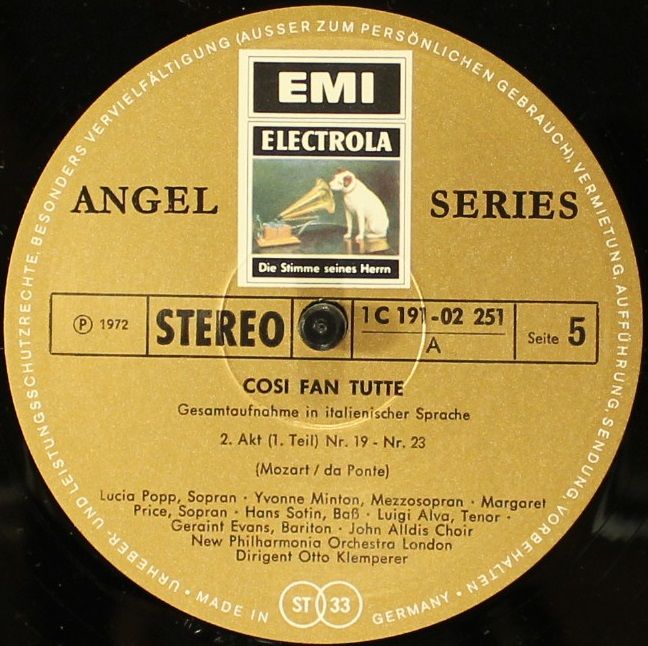 URHEBER- UND LEISTUNGSSCHUTZRECHTE, BESONDERS VERVIELFÄLTIGUNG (AUSSER ZUM PERSÖNLICHEN GEBRAUCH), VERMIETUNG, AUFFÜHRUNG, SENDUNG, VORBEHALTEN ·
EMI
ELECTROLA
ANGEL SERIES
Die Stimme seines Herrn
Ⓟ 1972 STEREO 1 C 191-02 251 Seite 5
A
COSI FAN TUTTE
Gesamtaufnahme in italienischer Sprache
2. Akt (1. Teil) Nr. 19 - Nr. 23
(Mozart / da Ponte)
Lucia Popp, Sopran · Yvonne Minton, Mezzosopran · Margaret
Price, Sopran · Hans Sotin, Baß · Luigi Alva, Tenor ·
Geraint Evans, Bariton · John Alldis Choir
New Philharmonia Orchestra London
Dirigent Otto Klemperer
· MADE IN GERMANY ·
ST 33